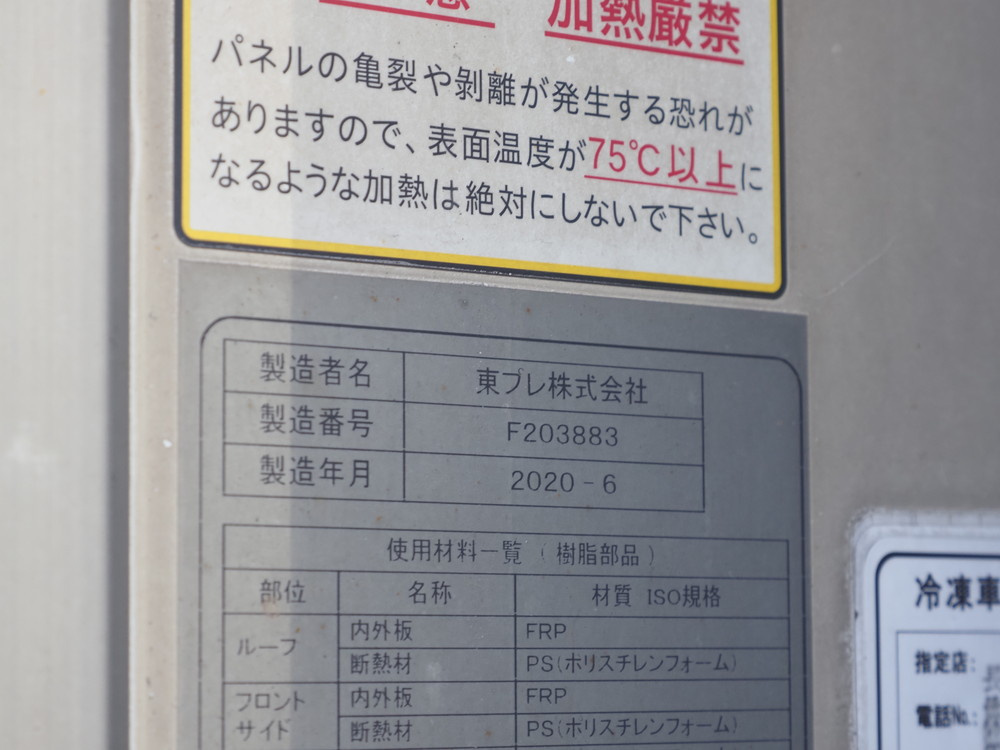 加熱厳禁
パネルの亀裂や剥離が発生する恐れが
ありますので、表面温度が75℃以上に
なるような加熱は絶対にしないで下さい。
製造者名 東プレ株式会社
製造番号 F203883
製造年月 2020-6
使用材料一覧（樹脂部品）
部位 名称 材質 ISO規格
ルーフ 内外板 FRP
断熱材 PS(ホリスチレンフォーム)
フロント 内外板 FRP
サイド 断熱材 PS(ホリスチレンフォーム)
冷凍車
指定店:
電話No.: